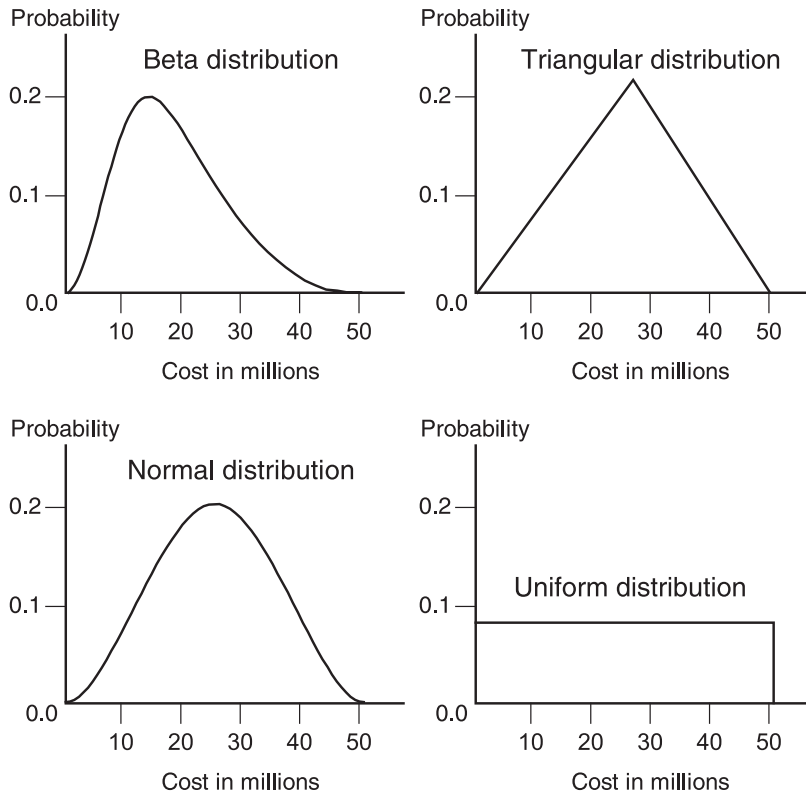 Probability
Beta distribution
0.2
0.1
0.0
10 20 30 40 50
Cost in millions
Probability
Triangular distribution
0.2
0.1
0.0
10 20 30 40 50
Cost in millions
Probability
Normal distribution
0.2
0.1
0.0
10 20 30 40 50
Cost in millions
Probability
Uniform distribution
0.2
0.1
0.0
10 20 30 40 50
Cost in millions